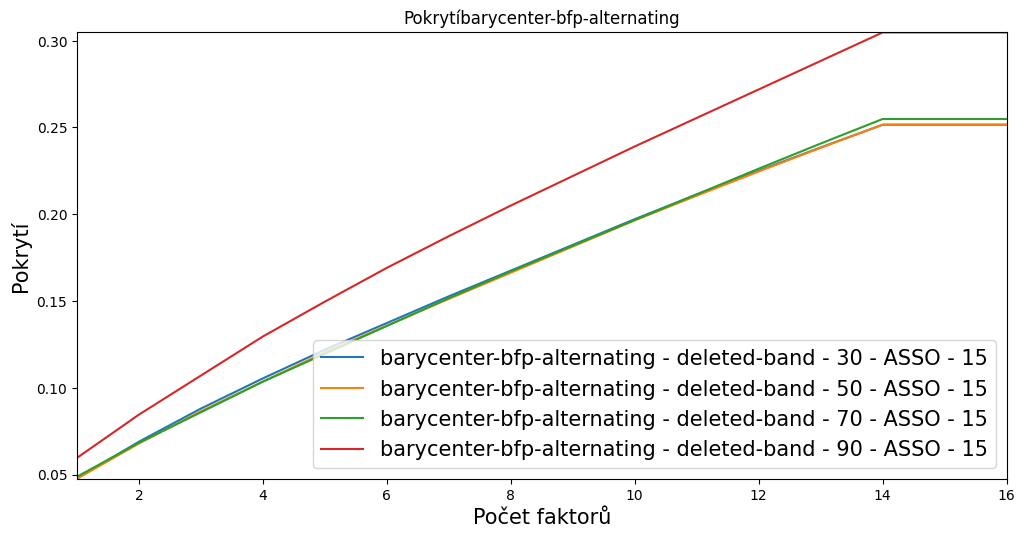 Pokrytíbarycenter-bfp-alternating
0.30
0.25
0.20
0.15
0.10
0.05
Pokrytí
barycenter-bfp-alternating - deleted-band - 30 - ASSO - 15
barycenter-bfp-alternating - deleted-band - 50 - ASSO - 15
barycenter-bfp-alternating - deleted-band - 70 - ASSO - 15
barycenter-bfp-alternating - deleted-band - 90 - ASSO - 15
2 4 6 8 10 12 14 16
Počet faktorů